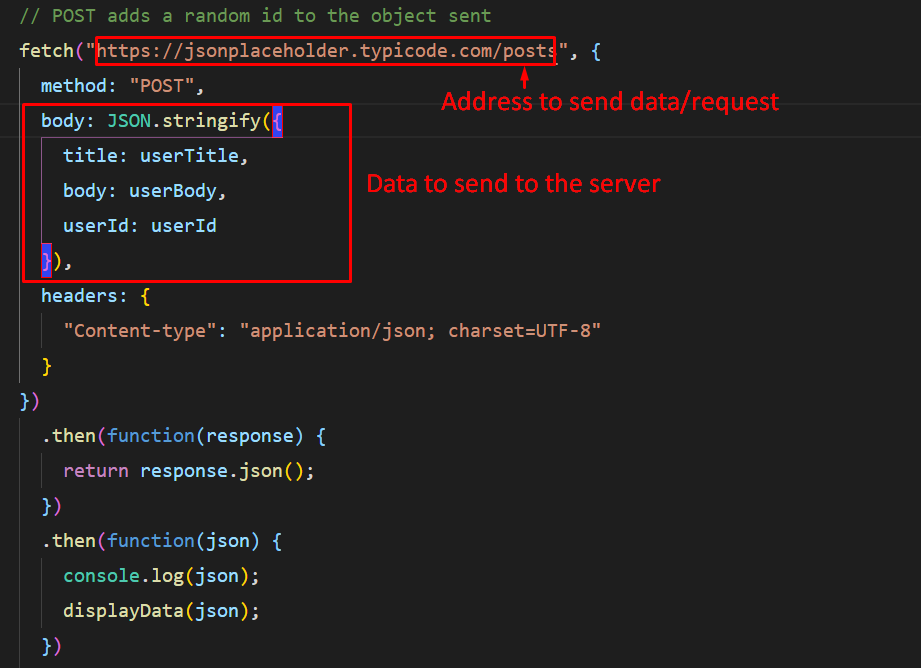 // POST adds a random id to the object sent
fetch("https://jsonplaceholder.typicode.com/posts", {
method: "POST",
Address to send data/request
body: JSON.stringify({
title: userTitle,
Data to send to the server
body: userBody,
userId: userId
}),
headers: {
"Content-type": "application/json; charset=UTF-8"
}
})
.then(function(response) {
return response.json();
})
.then(function(json) {
console.log(json);
displayData(json);
})